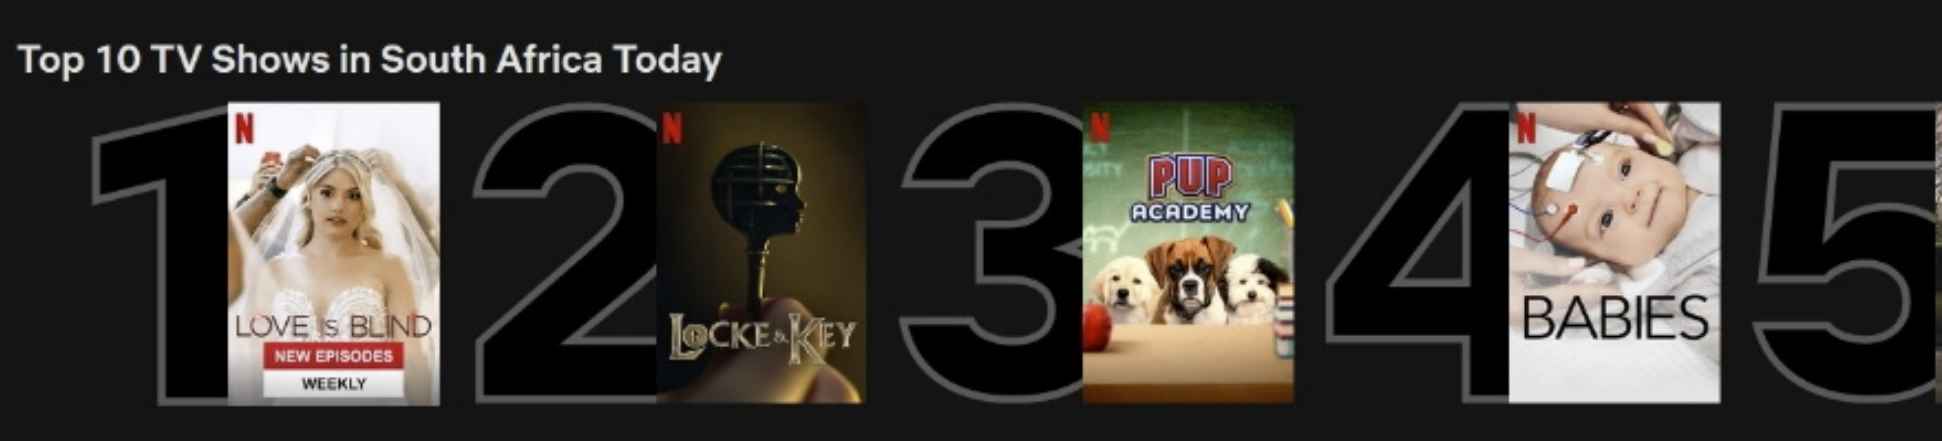 Top 10 TV Shows in South Africa Today
1
N
LOVE is BLIND
NEW EPISODES
WEEKLY
2
N
LOCKE & KEY
3
N
PUP
ACADEMY
4
N
BABIES
5